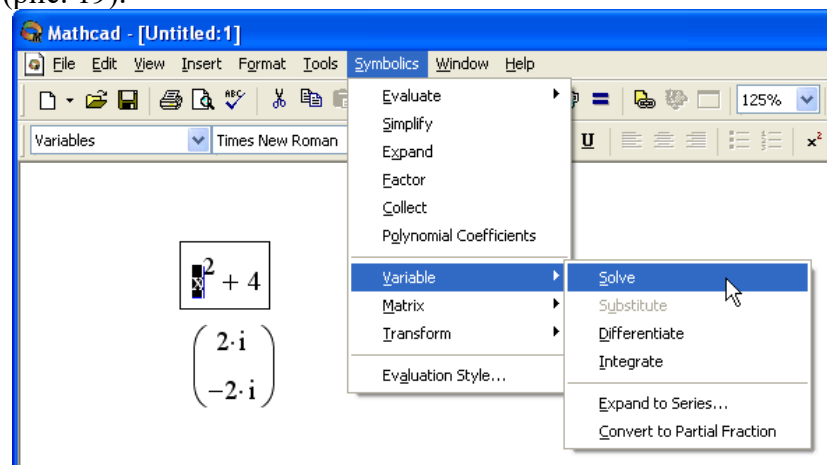 (рис. 19).
Mathcad - [Untitled:1]
File Edit View Insert Format Tools Symbolics Window Help
125%
Variables Times New Roman U x²
Evaluate
Simplify
Expand
Factor
Collect
Polynomial Coefficients
Variable
Matrix
Transform
Evaluation Style...
Solve
Substitute
Differentiate
Integrate
Expand to Series...
Convert to Partial Fraction
x² + 4
2·i
−2·i